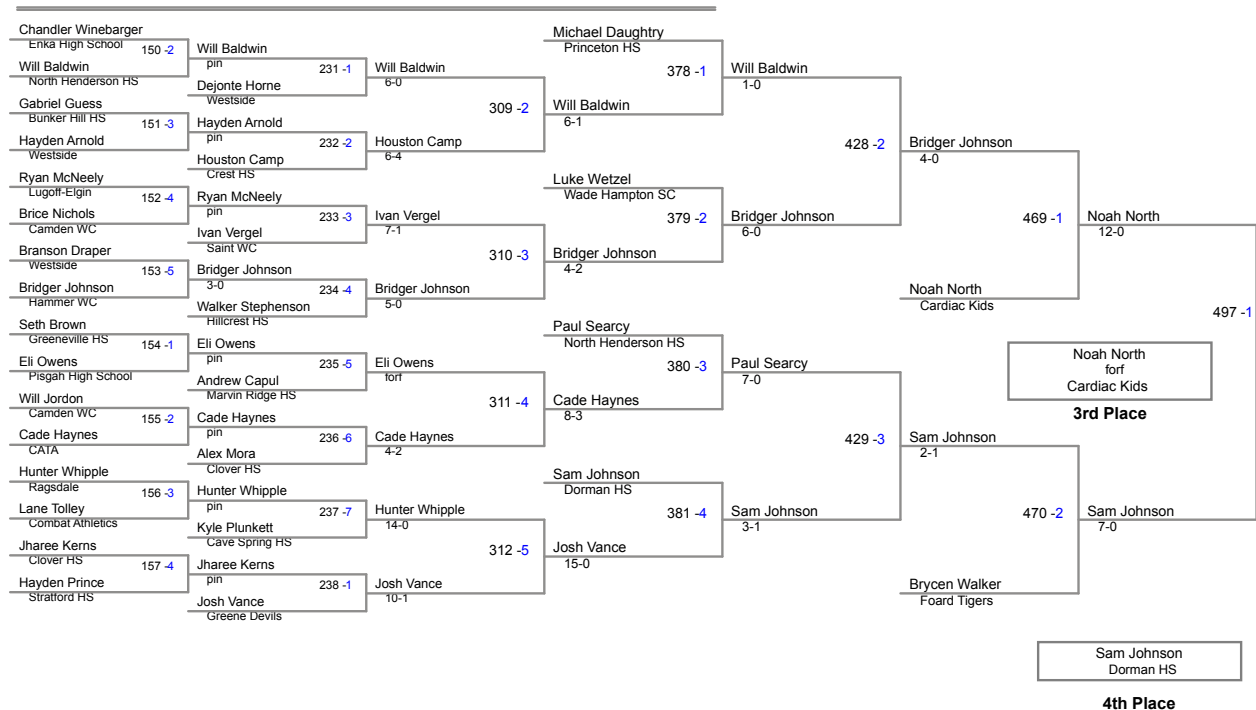 Chandler Winebarger
Enka High School
150 -2
Will Baldwin
North Henderson HS
Gabriel Guess
Bunker Hill HS
151 -3
Hayden Arnold
Westside
Ryan McNeely
Lugoff-Elgin
152 -4
Brice Nichols
Camden WC
Branson Draper
Westside
153 -5
Bridger Johnson
Hammer WC
Seth Brown
Greeneville HS
154 -1
Eli Owens
Pisgah High School
Will Jordon
Camden WC
155 -2
Cade Haynes
CATA
Hunter Whipple
Ragsdale
156 -3
Lane Tolley
Combat Athletics
Jharee Kerns
Clover HS
157 -4
Hayden Prince
Stratford HS
Will Baldwin
pin
231 -1
Dejonte Horne
Westside
Hayden Arnold
pin
232 -2
Houston Camp
Crest HS
Ryan McNeely
pin
233 -3
Ivan Vergel
Saint WC
Bridger Johnson
3-0
234 -4
Walker Stephenson
Hillcrest HS
Eli Owens
pin
235 -5
Andrew Capul
Marvin Ridge HS
Cade Haynes
pin
236 -6
Alex Mora
Clover HS
Hunter Whipple
pin
237 -7
Kyle Plunkett
Cave Spring HS
Jharee Kerns
pin
238 -1
Josh Vance
Greene Devils
Will Baldwin
6-0
309 -2
Houston Camp
6-4
Ivan Vergel
7-1
310 -3
Bridger Johnson
5-0
Eli Owens
forf
311 -4
Cade Haynes
4-2
Hunter Whipple
14-0
312 -5
Josh Vance
10-1
Michael Daughtry
Princeton HS
378 -1
Will Baldwin
6-1
Luke Wetzel
Wade Hampton SC
379 -2
Bridger Johnson
4-2
Paul Searcy
North Henderson HS
380 -3
Cade Haynes
8-3
Sam Johnson
Dorman HS
381 -4
Josh Vance
15-0
Will Baldwin
1-0
428 -2
Bridger Johnson
6-0
Paul Searcy
7-0
429 -3
Sam Johnson
3-1
Bridger Johnson
4-0
469 -1
Noah North
Cardiac Kids
Sam Johnson
2-1
470 -2
Brycen Walker
Foard Tigers
Noah North
12-0
497 -1
Sam Johnson
7-0
Noah North
forf
Cardiac Kids
3rd Place
Sam Johnson
Dorman HS
4th Place